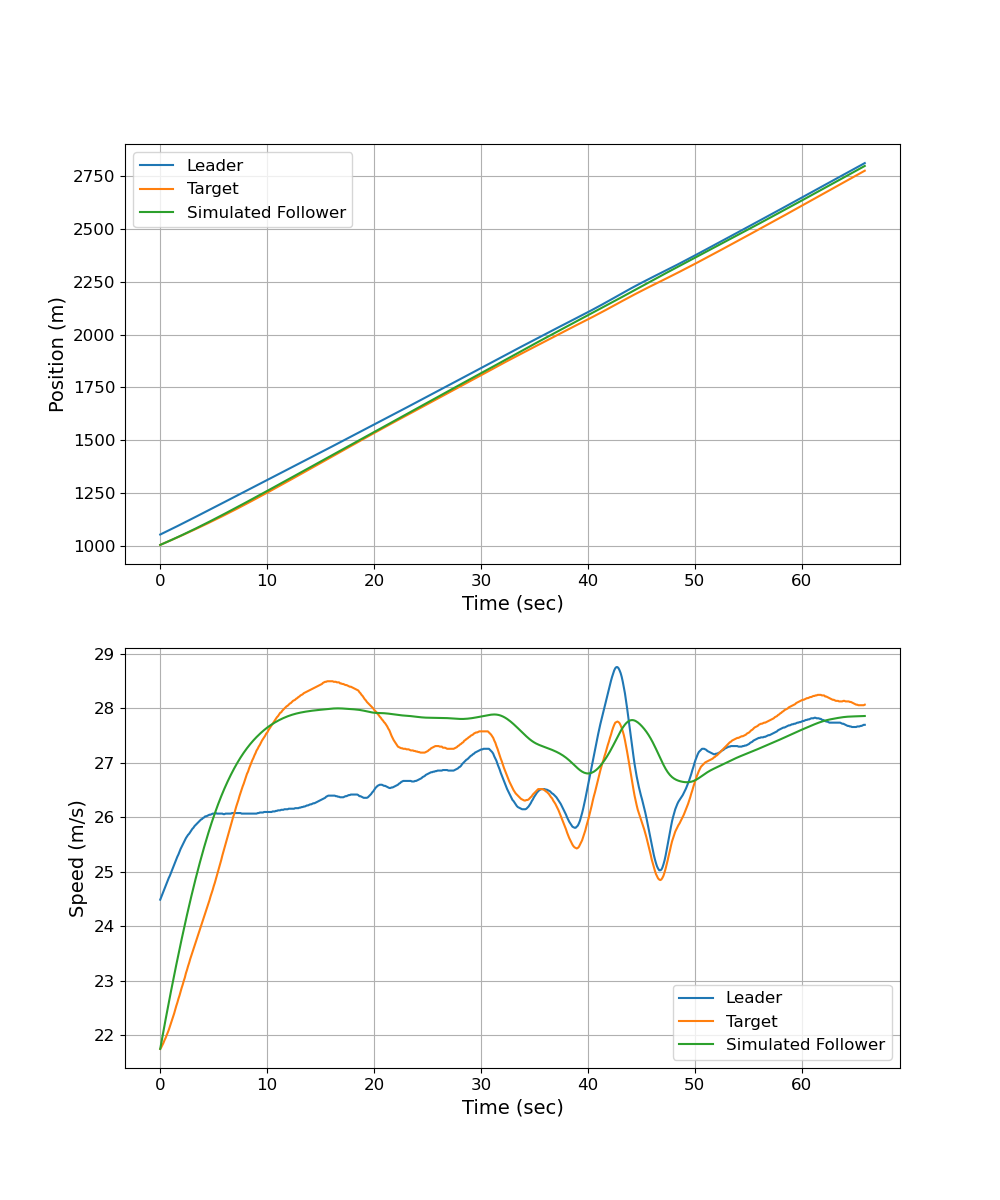 Leader
Target
Simulated Follower
Position (m)
2750
2500
2250
2000
1750
1500
1250
1000
0 10 20 30 40 50 60
Time (sec)
Speed (m/s)
29
28
27
26
25
24
23
22
Leader
Target
Simulated Follower
0 10 20 30 40 50 60
Time (sec)